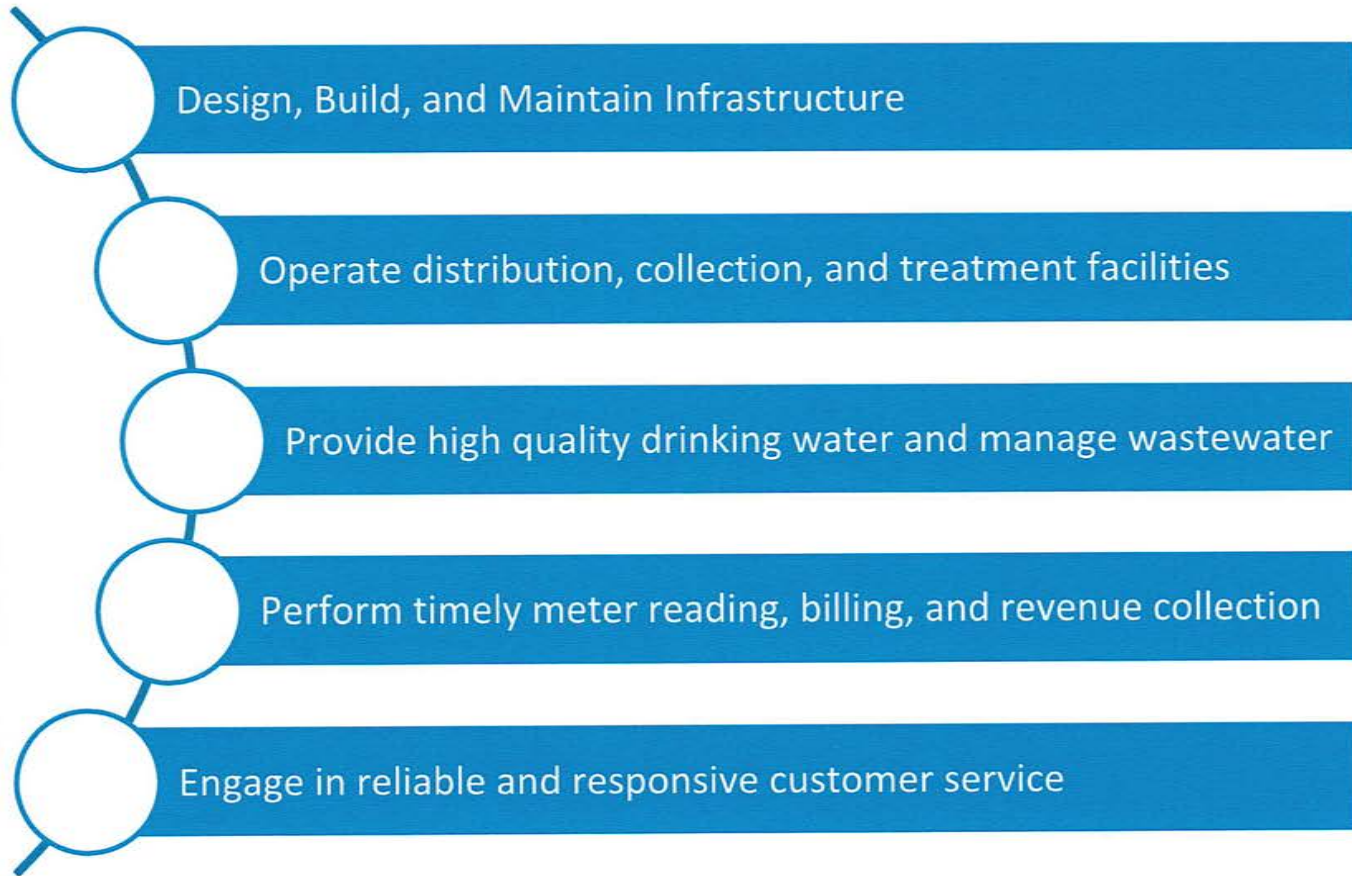 Design, Build, and Maintain Infrastructure
Operate distribution, collection, and treatment facilities
Provide high quality drinking water and manage wastewater
Perform timely meter reading, billing, and revenue collection
Engage in reliable and responsive customer service